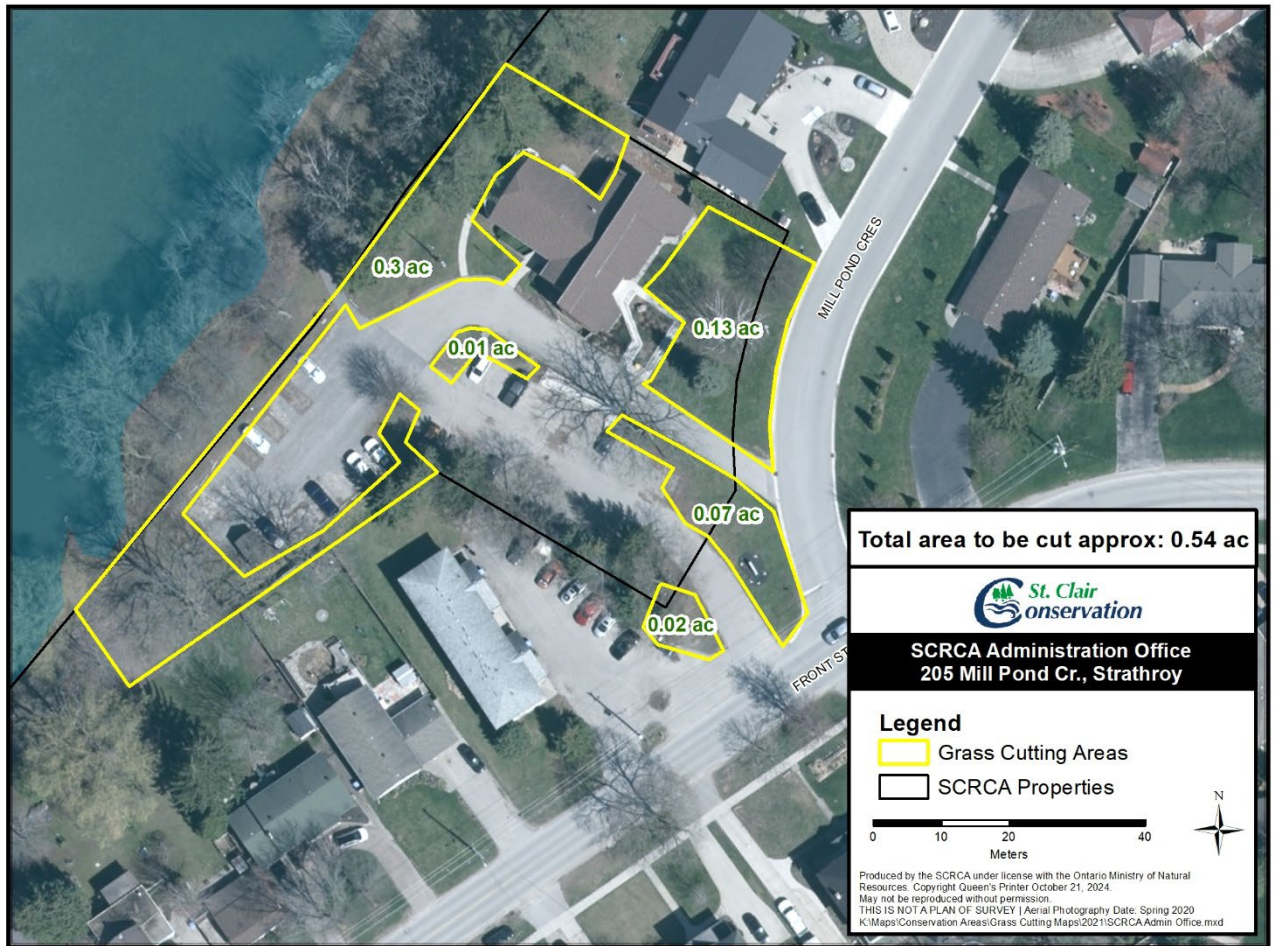 0.3 ac
0.01 ac
0.13 ac
MILL POND CRES
0.07 ac
0.02 ac
FRONT ST
Total area to be cut approx: 0.54 ac
St. Clair
Conservation
SCRCA Administration Office
205 Mill Pond Cr., Strathroy
Legend
Grass Cutting Areas
SCRCA Properties
N
0 10 20 40
Meters
Produced by the SCRCA under license with the Ontario Ministry of Natural
Resources. Copyright Queen's Printer October 21, 2024.
May not be reproduced without permission.
THIS IS NOT A PLAN OF SURVEY | Aerial Photography Date: Spring 2020
K:\Maps\Conservation Areas\Grass Cutting Maps\2021\SCRCA Admin Office.mxd